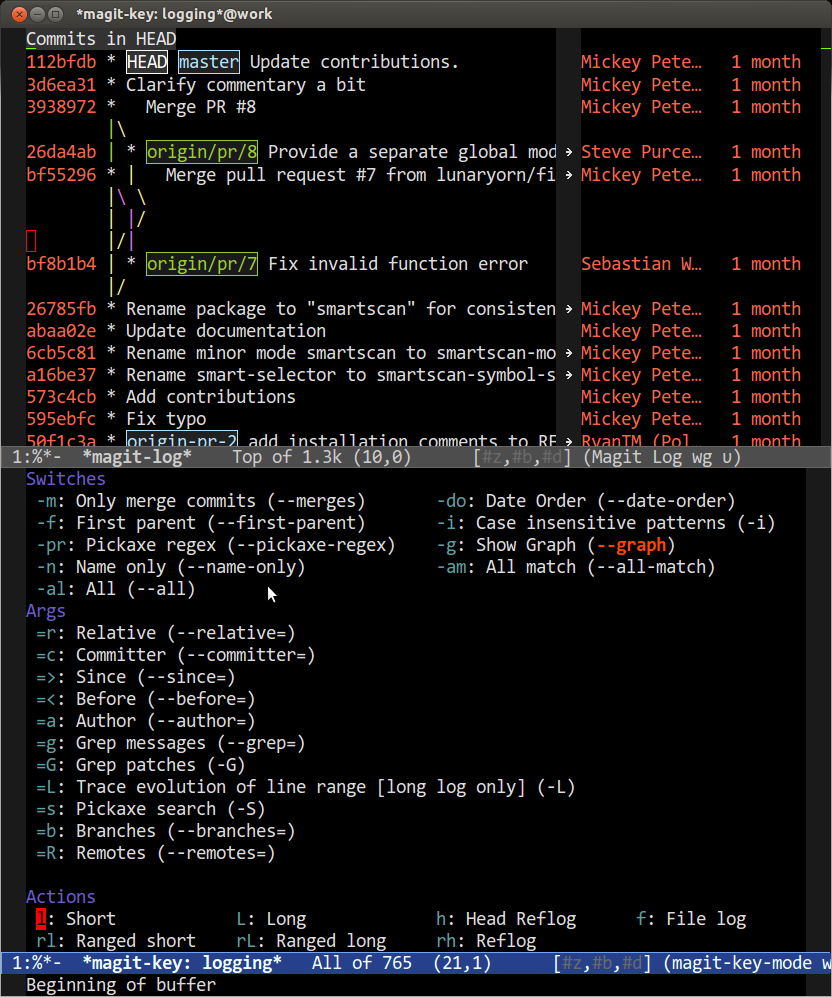 *magit-key: logging*@work
Commits in HEAD
112bfdb * HEAD master Update contributions. Mickey Pete… 1 month
3d6ea31 * Clarify commentary a bit Mickey Pete… 1 month
3938972 * Merge PR #8 Mickey Pete… 1 month
|\
26da4ab | * origin/pr/8 Provide a separate global mod → Steve Purce… 1 month
bf55296 * | Merge pull request #7 from lunaryorn/fi → Mickey Pete… 1 month
|\ \
| |/
|/|
bf8b1b4 | * origin/pr/7 Fix invalid function error Sebastian W… 1 month
|/
26785fb * Rename package to "smartscan" for consisten → Mickey Pete… 1 month
abaa02e * Update documentation Mickey Pete… 1 month
6cb5c81 * Rename minor mode smartscan to smartscan-mo → Mickey Pete… 1 month
a16be37 * Rename smart-selector to smartscan-symbol-s → Mickey Pete… 1 month
573c4cb * Add contributions Mickey Pete… 1 month
595ebfc * Fix typo Mickey Pete… 1 month
50f1c3a * origin-pr-2 add installation comments to RE → RyanTM (Pol… 1 month
1:%*- *magit-log* Top of 1.3k (10,0) [#z,#b,#d] (Magit Log wg υ)
Switches
-m: Only merge commits (--merges) -do: Date Order (--date-order)
-f: First parent (--first-parent) -i: Case insensitive patterns (-i)
-pr: Pickaxe regex (--pickaxe-regex) -g: Show Graph (--graph)
-n: Name only (--name-only) -am: All match (--all-match)
-al: All (--all)
Args
=r: Relative (--relative=)
=c: Committer (--committer=)
=>: Since (--since=)
=<: Before (--before=)
=a: Author (--author=)
=g: Grep messages (--grep=)
=G: Grep patches (-G)
=L: Trace evolution of line range [long log only] (-L)
=s: Pickaxe search (-S)
=b: Branches (--branches=)
=R: Remotes (--remotes=)
Actions
l: Short L: Long h: Head Reflog f: File log
rl: Ranged short rL: Ranged long rh: Reflog
1:%*- *magit-key: logging* All of 765 (21,1) [#z,#b,#d] (magit-key-mode w
Beginning of buffer